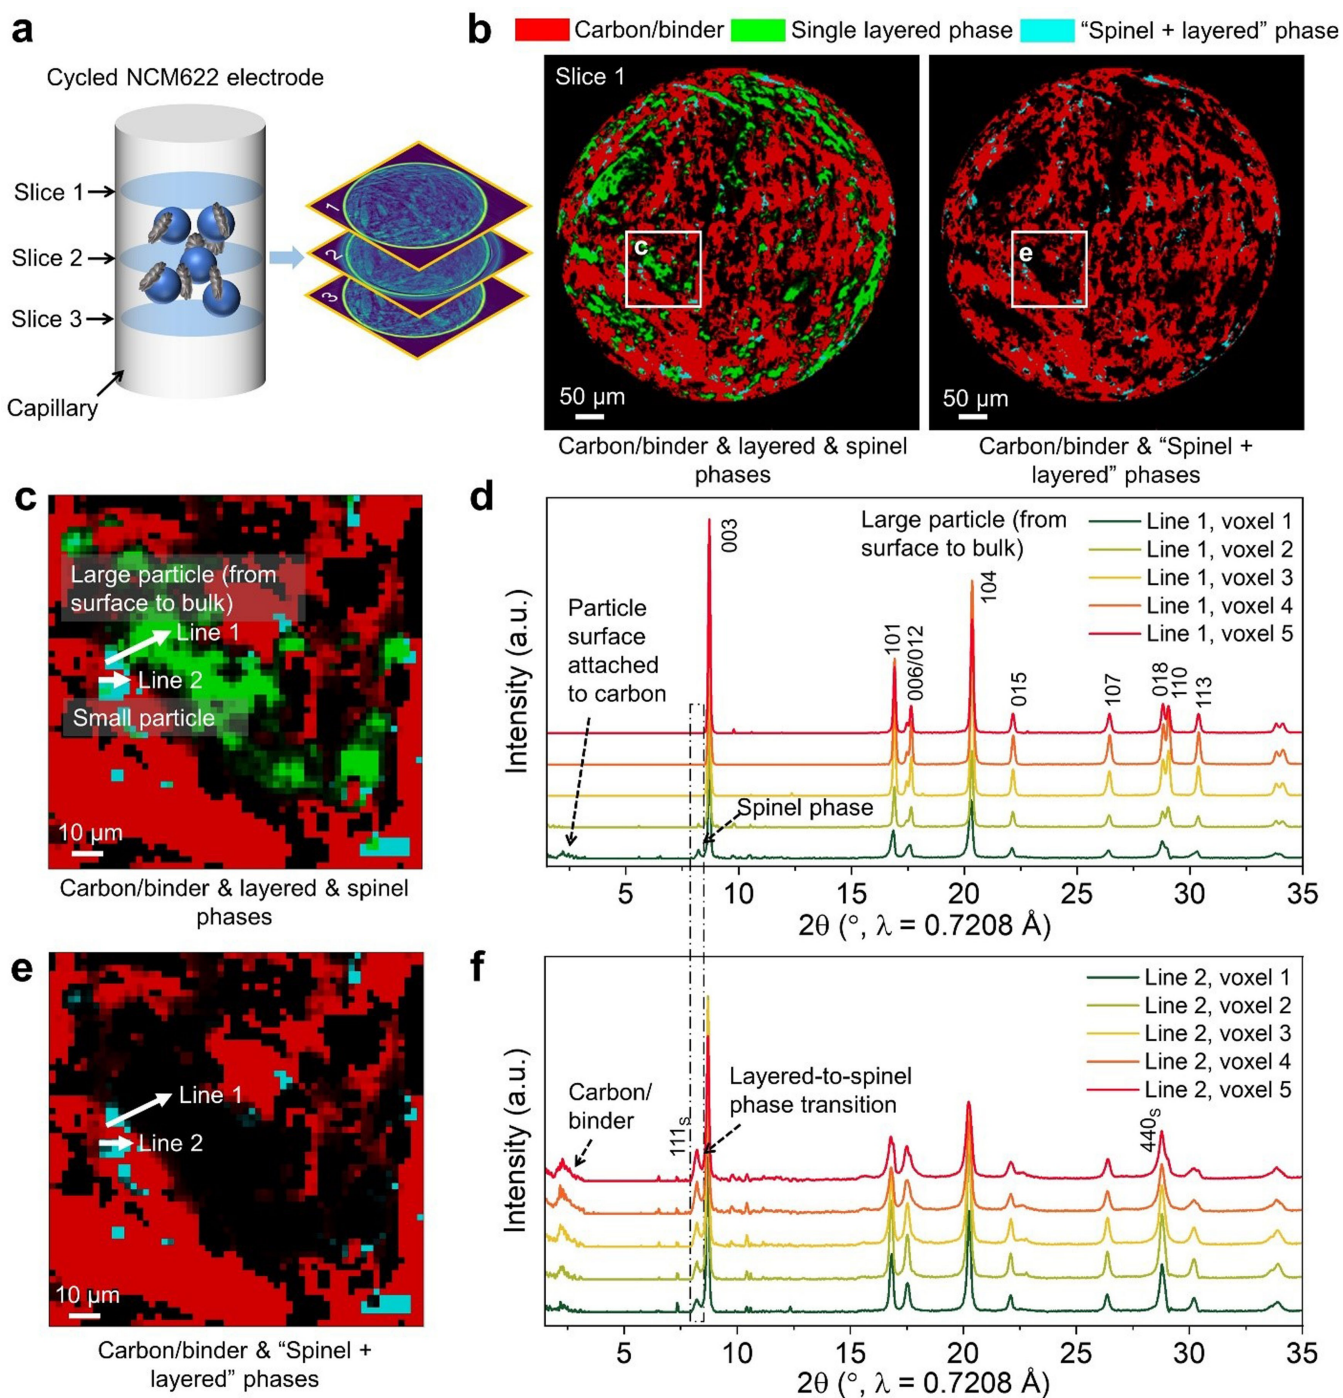 a
Cycled NCM622 electrode
Slice 1
Slice 2
Slice 3
Capillary
1
2
3
b
Carbon/binder
Single layered phase
“Spinel + layered” phase
Slice 1
c
50 µm
e
50 µm
Carbon/binder & layered & spinel
phases
Carbon/binder & “Spinel +
layered” phases
c
Large particle (from
surface to bulk)
Line 1
Line 2
Small particle
10 µm
Carbon/binder & layered & spinel
phases
d
Intensity (a.u.)
Particle
surface
attached
to carbon
003
Large particle (from
surface to bulk)
Line 1, voxel 1
Line 1, voxel 2
Line 1, voxel 3
Line 1, voxel 4
Line 1, voxel 5
101
006/012
104
015
107
018
110
113
Spinel phase
5 10 15 20 25 30 35
2θ (°, λ = 0.7208 Å)
e
Line 1
Line 2
10 µm
Carbon/binder & “Spinel +
layered” phases
f
Intensity (a.u.)
Carbon/
binder
111s
Layered-to-spinel
phase transition
440s
Line 2, voxel 1
Line 2, voxel 2
Line 2, voxel 3
Line 2, voxel 4
Line 2, voxel 5
5 10 15 20 25 30 35
2θ (°, λ = 0.7208 Å)